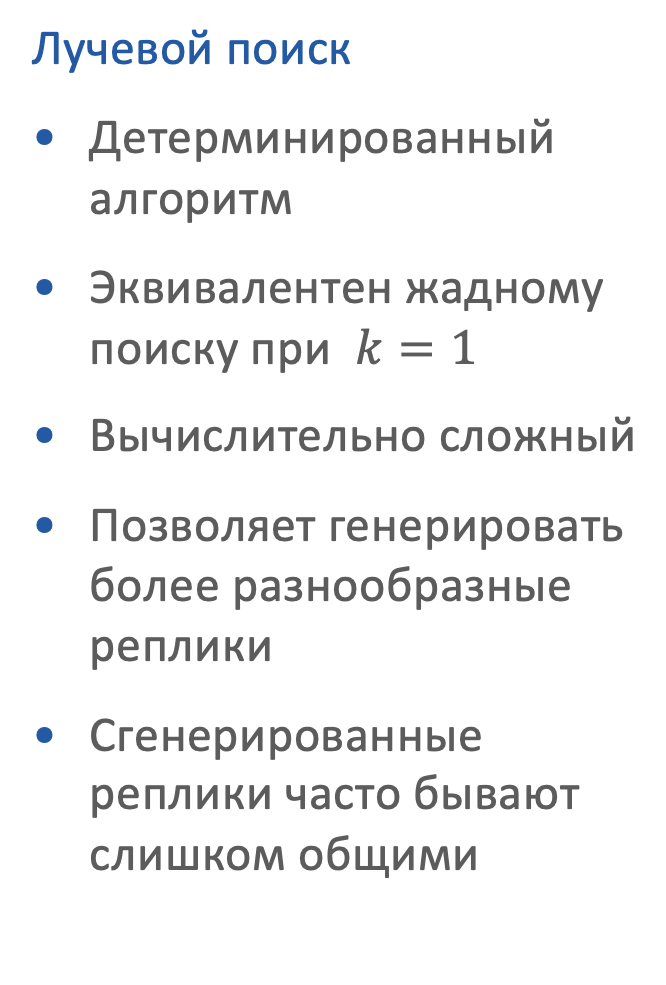 Лучевой поиск
• Детерминированный
алгоритм
• Эквивалентен жадному
поиску при k = 1
• Вычислительно сложный
• Позволяет генерировать
более разнообразные
реплики
• Сгенерированные
реплики часто бывают
слишком общими